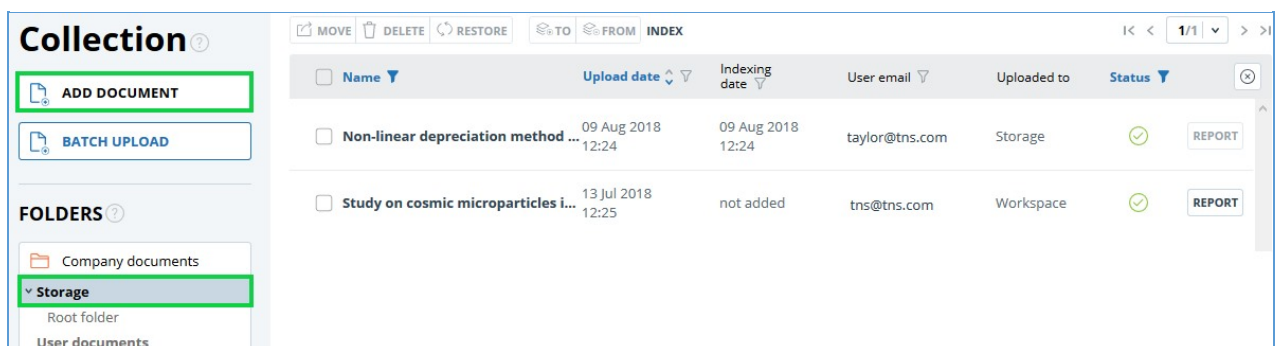 Collection ?
ADD DOCUMENT
BATCH UPLOAD
FOLDERS ?
Company documents
Storage
Root folder
User documents
MOVE DELETE RESTORE TO FROM INDEX 1/1
Name Upload date Indexing date User email Uploaded to Status
Non-linear depreciation method ... 09 Aug 2018 12:24 09 Aug 2018 12:24 taylor@tns.com Storage REPORT
Study on cosmic microparticles i... 13 Jul 2018 12:25 not added tns@tns.com Workspace REPORT